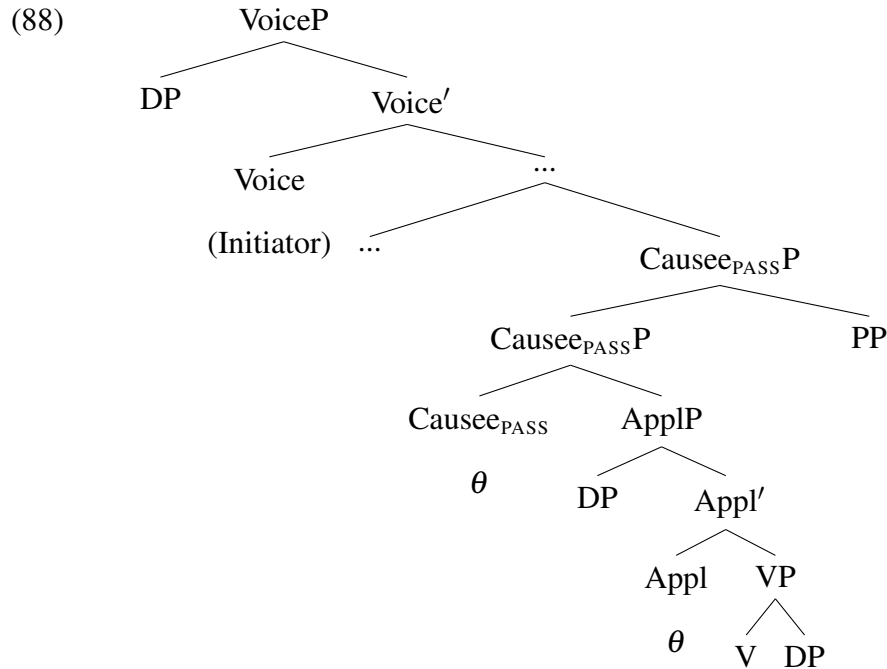 (88) VoiceP
DP Voice′
Voice ...
(Initiator) ... Causee_PASS P
Causee_PASS P PP
Causee_PASS ApplP
θ DP Appl′
Appl VP
θ V DP